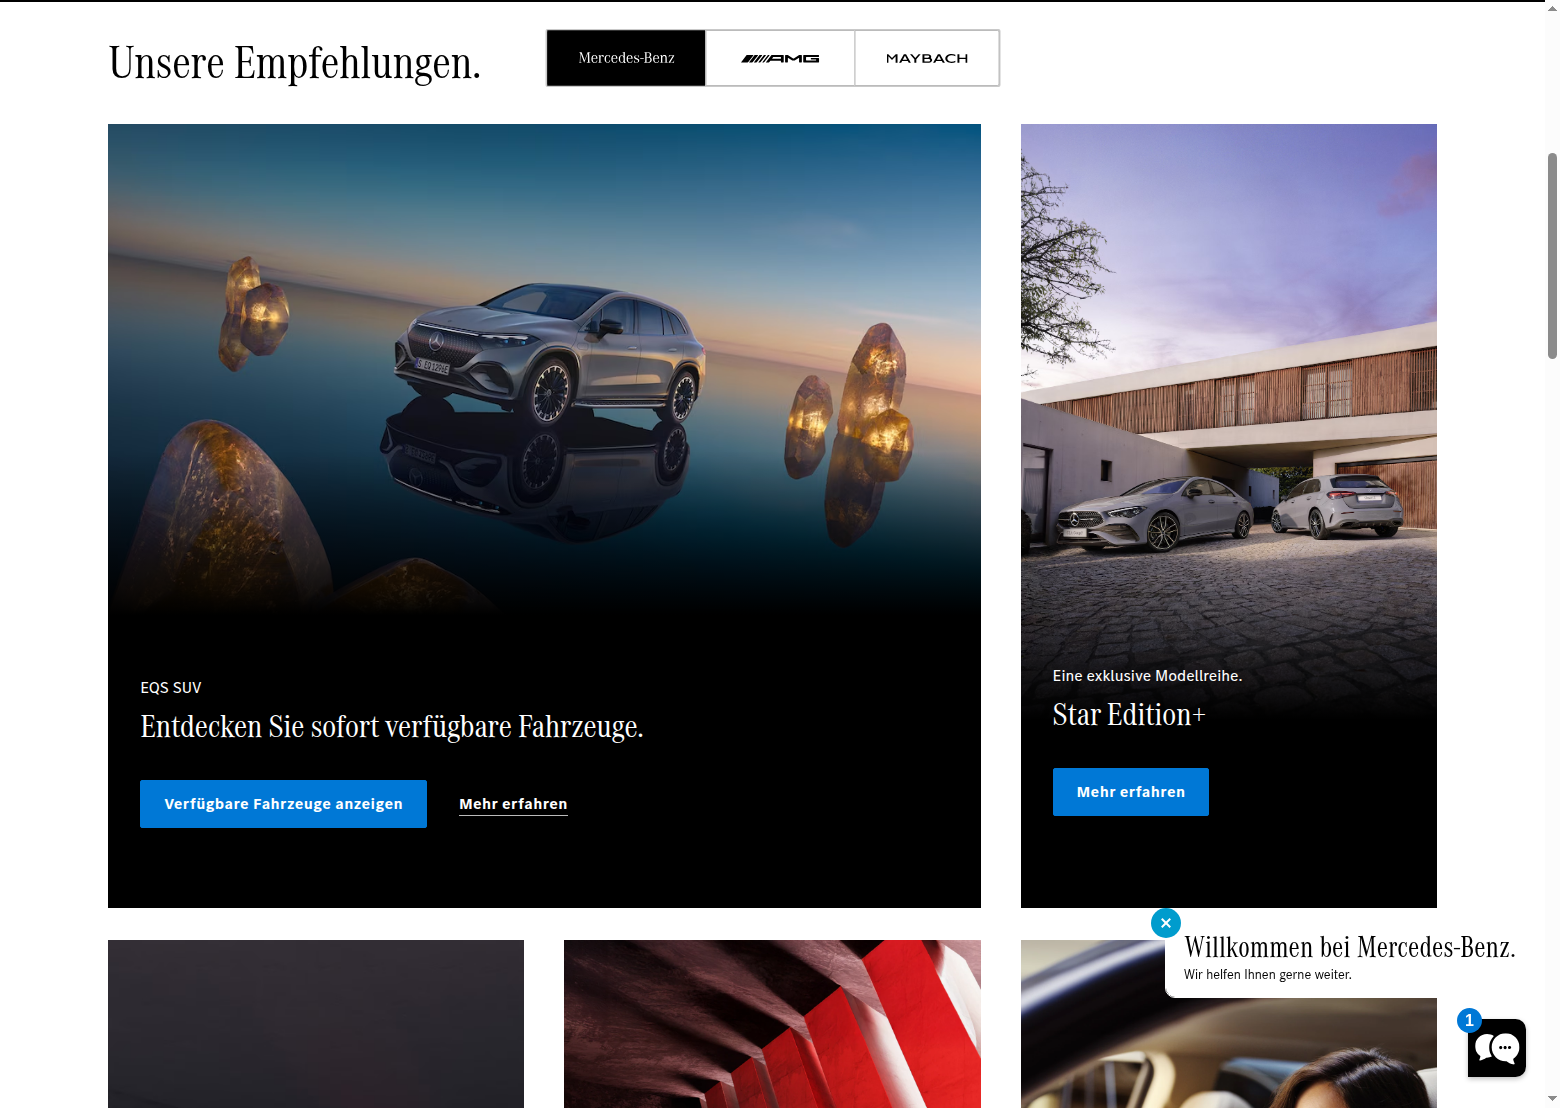 Unsere Empfehlungen.
Mercedes-Benz
AMG
MAYBACH
EQS SUV
Entdecken Sie sofort verfügbare Fahrzeuge.
Verfügbare Fahrzeuge anzeigen
Mehr erfahren
Eine exklusive Modellreihe.
Star Edition+
Mehr erfahren
Willkommen bei Mercedes-Benz.
Wir helfen Ihnen gerne weiter.
1